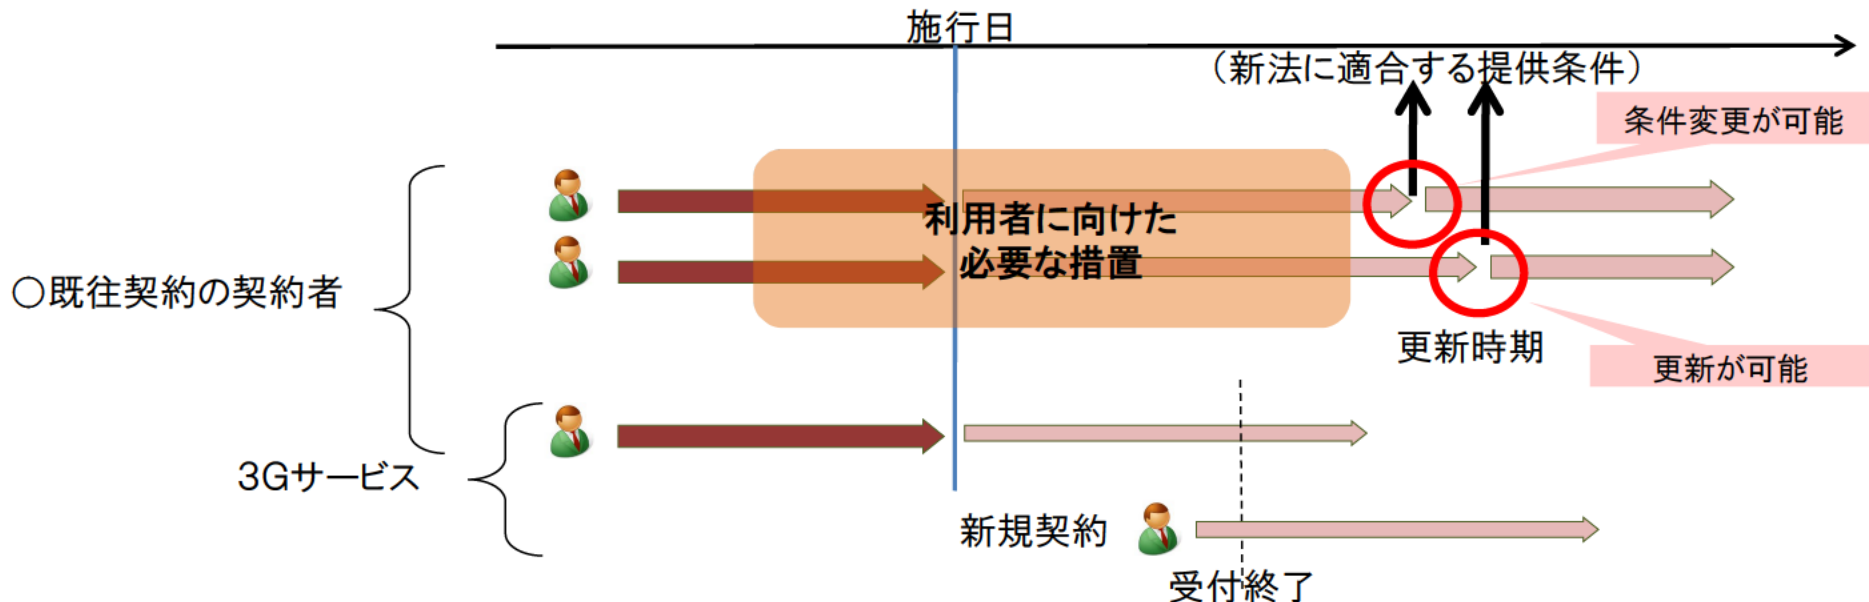 施行日
（新法に適合する提供条件）
条件変更が可能
利用者に向けた
必要な措置
○既往契約の契約者
更新時期
更新が可能
3Gサービス
新規契約
受付終了